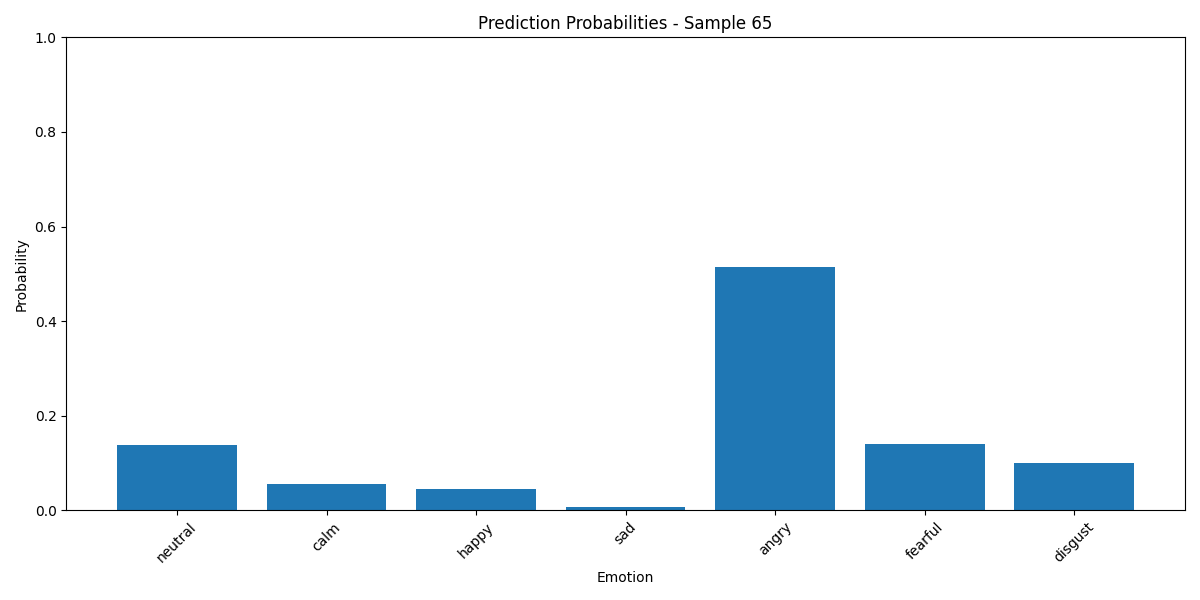 Prediction Probabilities - Sample 65
1.0
0.8
0.6
0.4
0.2
0.0
Probability
neutral
calm
happy
sad
angry
fearful
disgust
Emotion